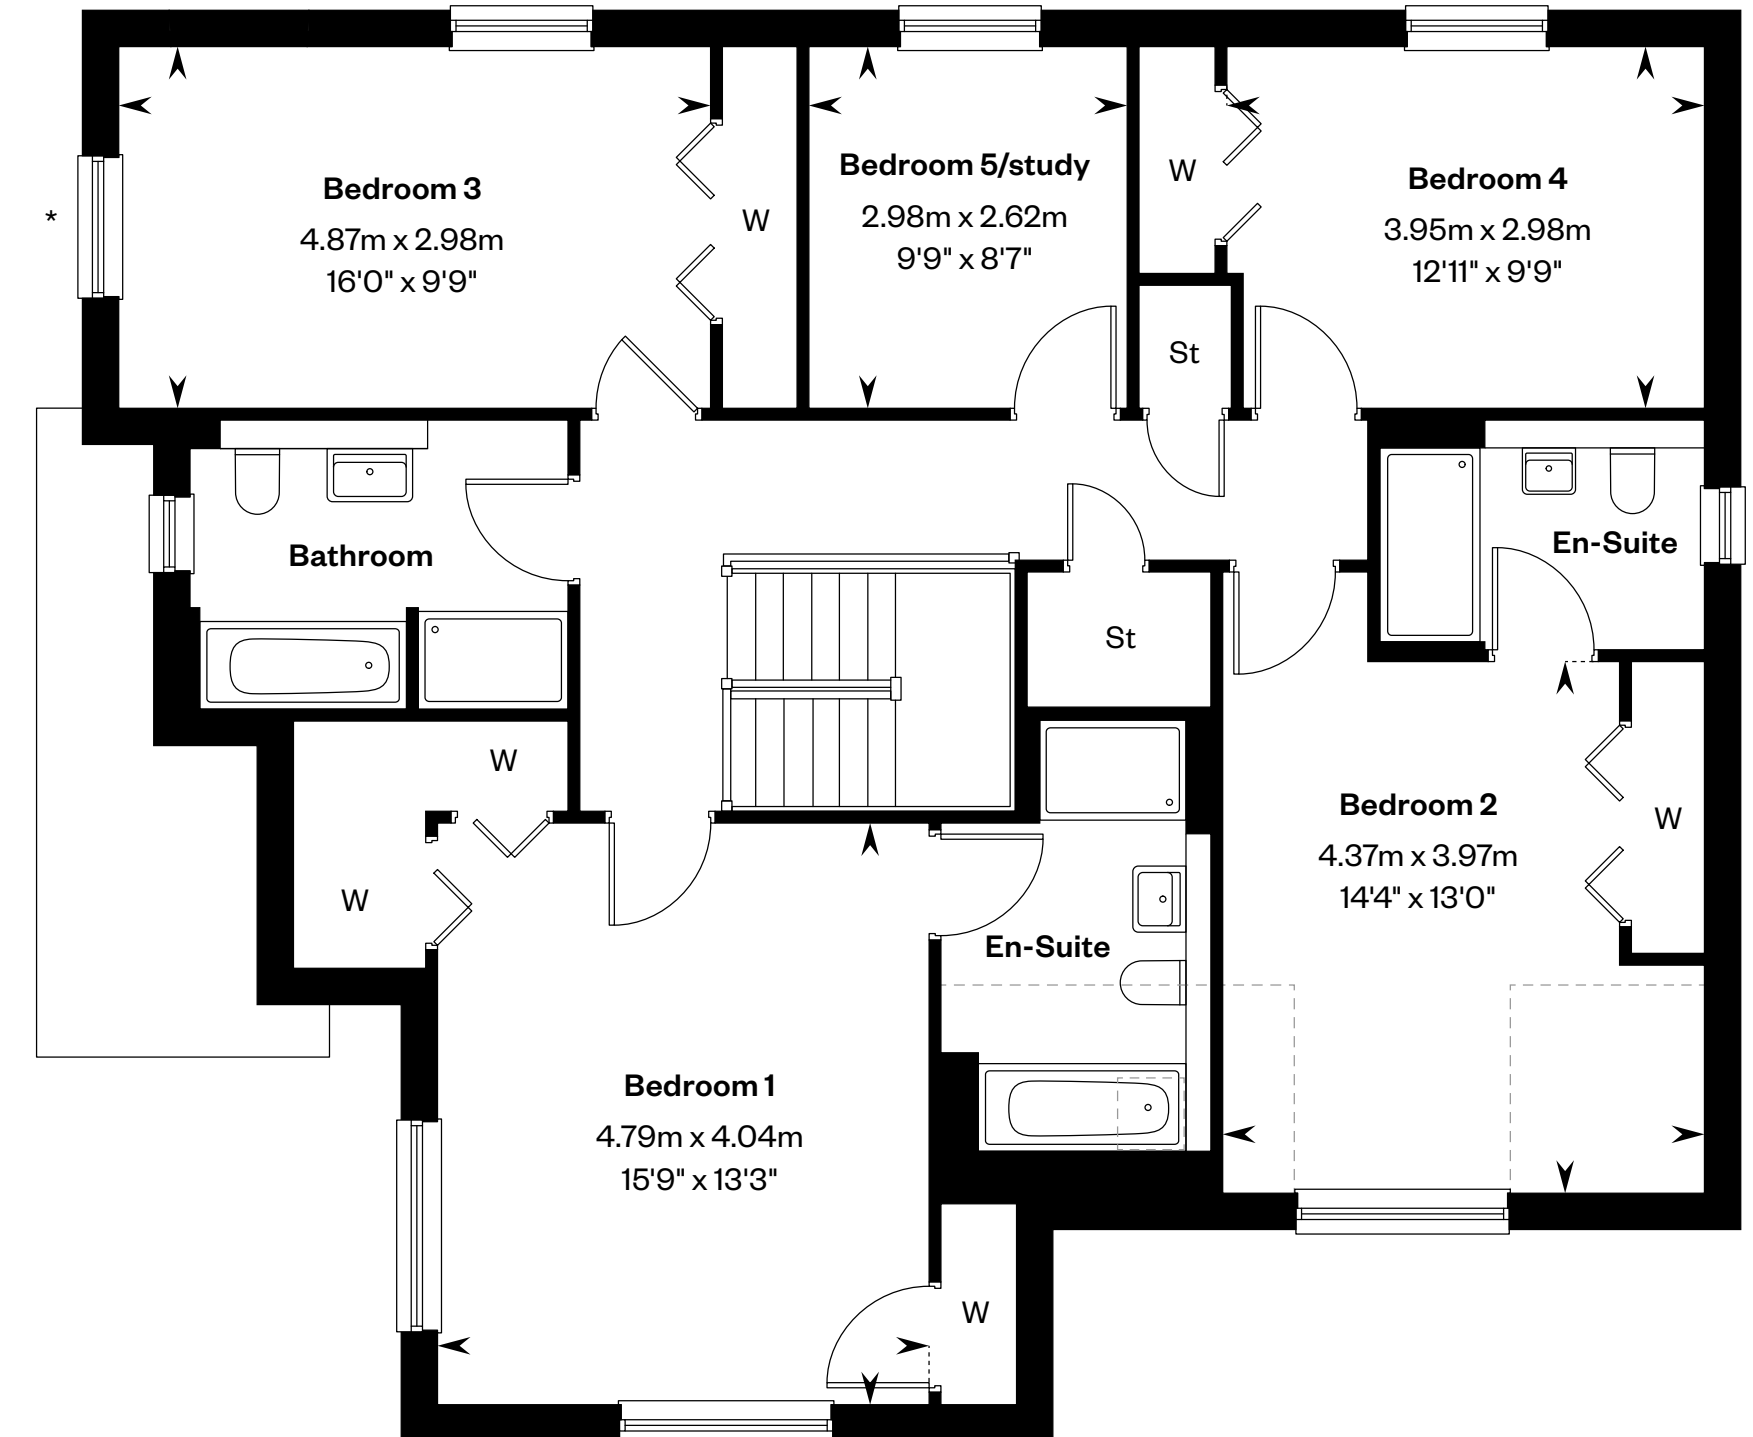 Bedroom 3
4.87m x 2.98m
16'0" x 9'9"
*
W
Bedroom 5/study
2.98m x 2.62m
9'9" x 8'7"
W
Bedroom 4
3.95m x 2.98m
12'11" x 9'9"
St
Bathroom
En-Suite
St
W
W
Bedroom 2
4.37m x 3.97m
14'4" x 13'0"
W
En-Suite
Bedroom 1
4.79m x 4.04m
15'9" x 13'3"
W